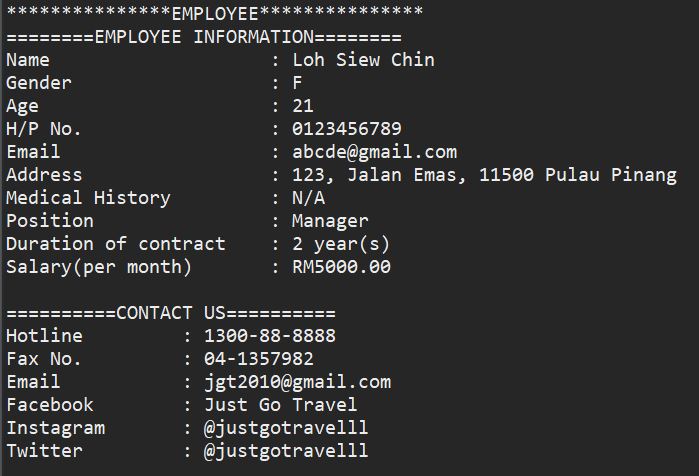 ***************EMPLOYEE***************
========EMPLOYEE INFORMATION========
Name                    : Loh Siew Chin
Gender                  : F
Age                     : 21
H/P No.                 : 0123456789
Email                   : abcde@gmail.com
Address                 : 123, Jalan Emas, 11500 Pulau Pinang
Medical History         : N/A
Position                : Manager
Duration of contract    : 2 year(s)
Salary(per month)       : RM5000.00

==========CONTACT US==========
Hotline         : 1300-88-8888
Fax No.         : 04-1357982
Email           : jgt2010@gmail.com
Facebook        : Just Go Travel
Instagram       : @justgotravelll
Twitter         : @justgotravelll